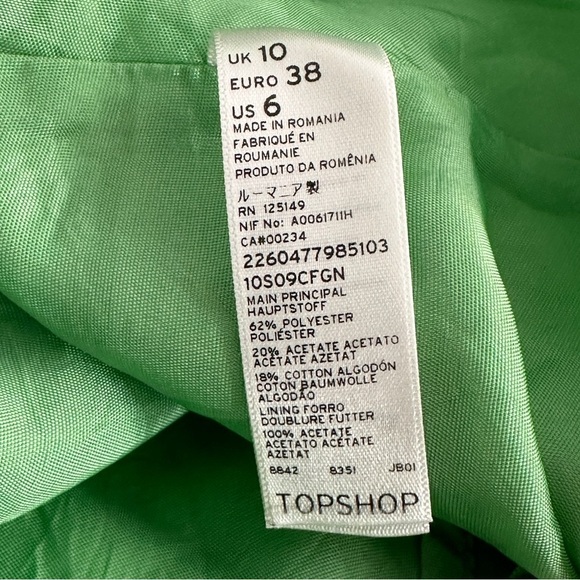 UK 10
EURO 38
US 6
MADE IN ROMANIA
FABRIQUÉ EN
ROUMANIE
PRODUTO DA ROMÊNIA
ルーマニア製
RN 125149
NIF No: A0061711H
CA#00234
2260477985103
10S09CFGN
MAIN PRINCIPAL
HAUPTSTOFF
62% POLYESTER
POLIÉSTER
20% ACETATE ACETATO
ACÉTATE AZETAT
18% COTTON ALGODÓN
COTON BAUMWOLLE
ALGODÃO
LINING FORRO
DOUBLURE FUTTER
100% ACETATE
ACETATO ACÉTATE
AZETAT
8842 8351 JB01
TOPSHOP